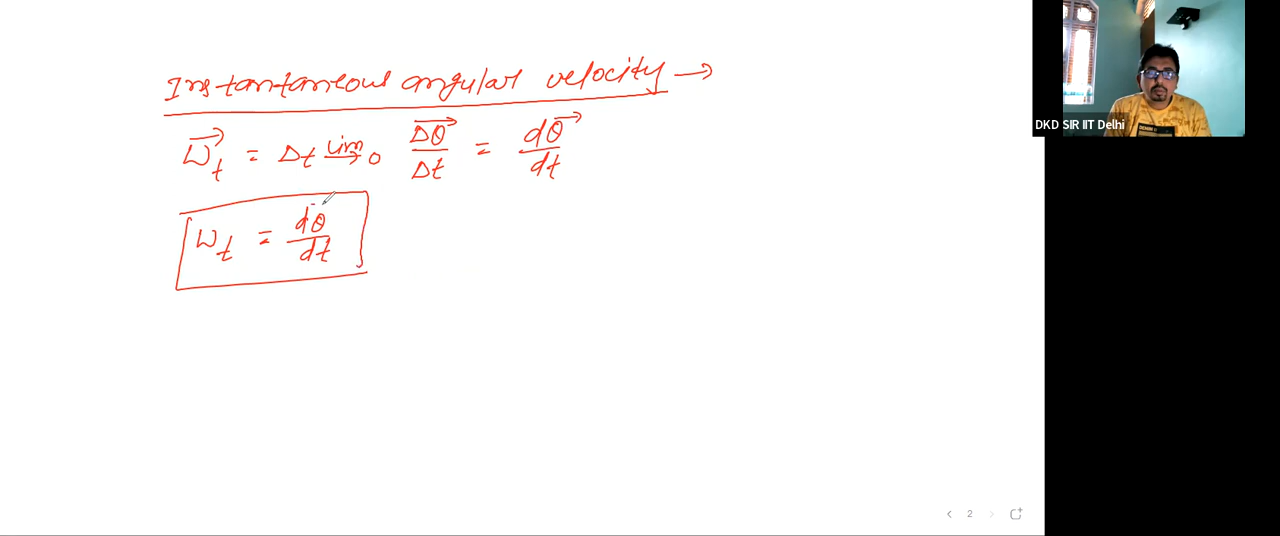 Instantaneous angular velocity →
ω⃗t = Δt lim→ 0 Δθ⃗/Δt = dθ⃗/dt
ωt = dθ/dt
DKD SIR IIT Delhi
2